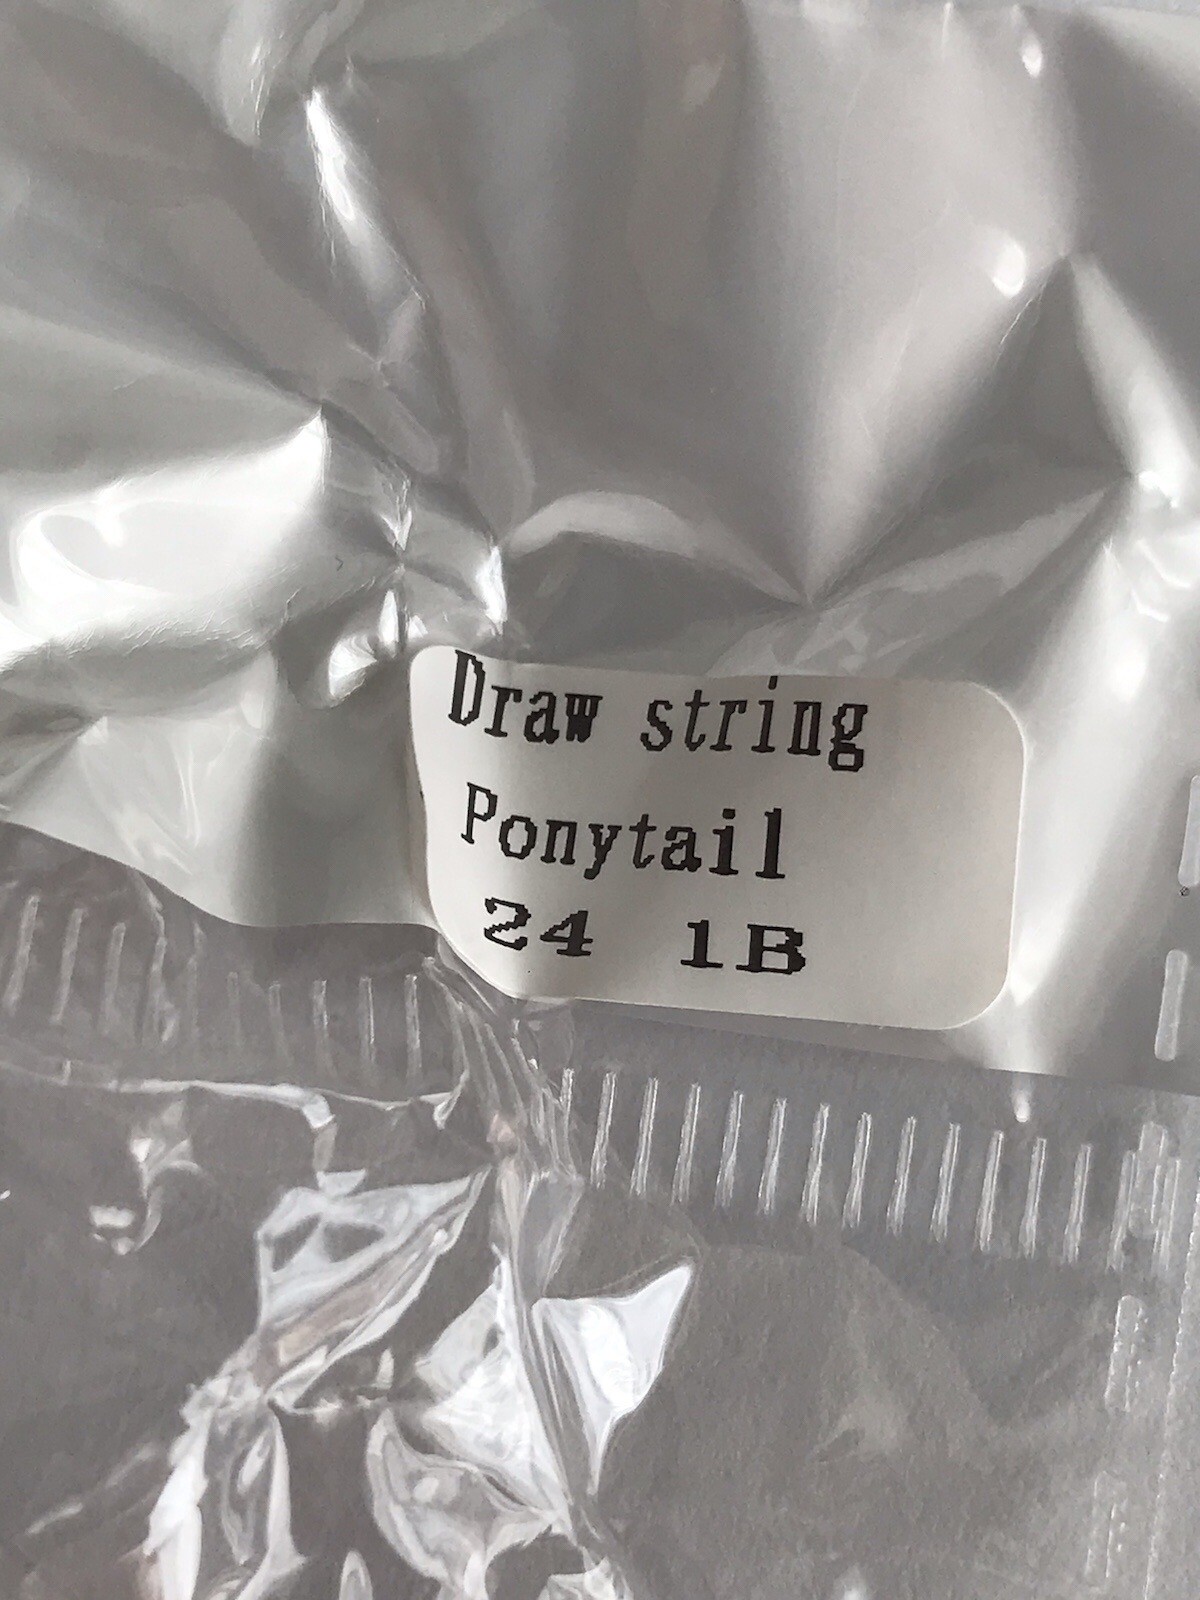 Draw string
Ponytail
24 1B